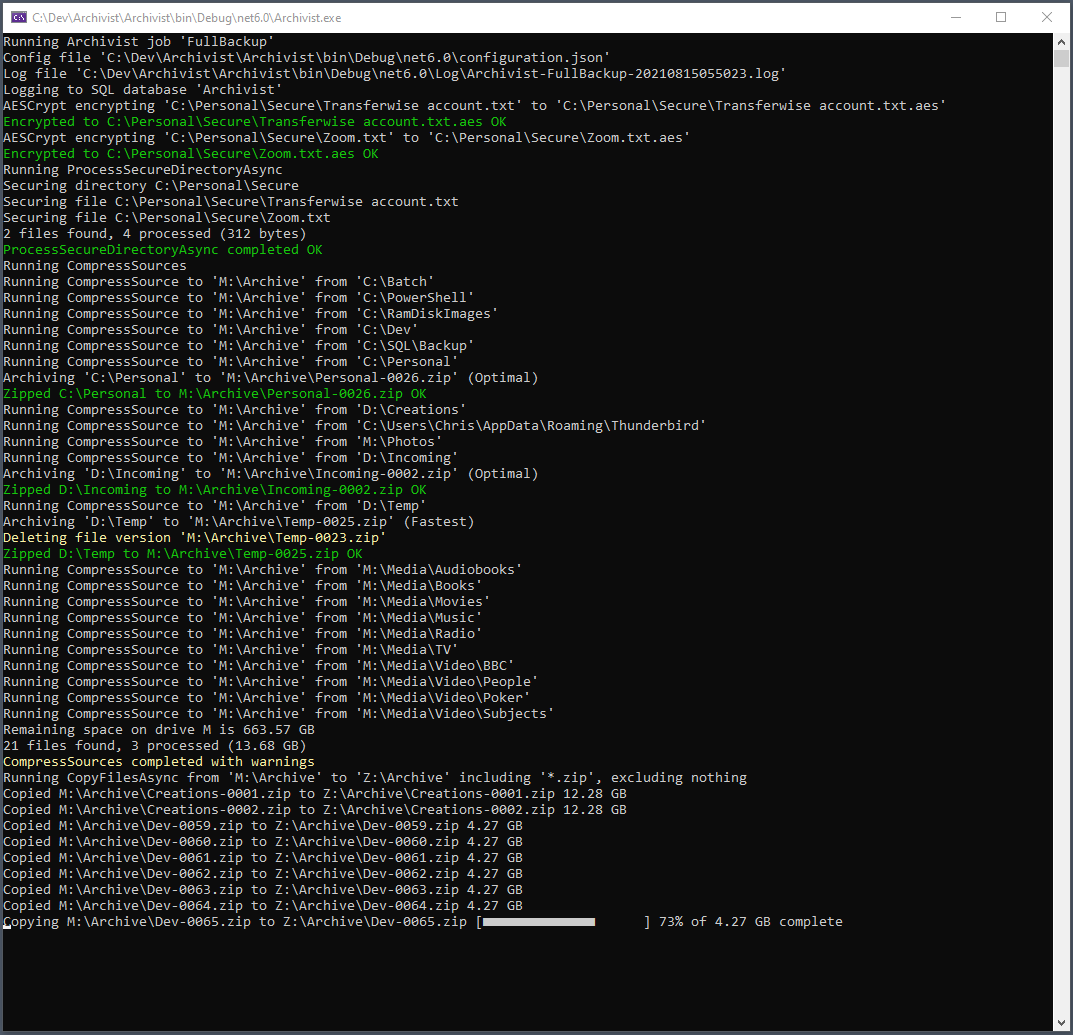 C:\Dev\Archivist\Archivist\bin\Debug\net6.0\Archivist.exe
Running Archivist job 'FullBackup'
Config file 'C:\Dev\Archivist\Archivist\bin\Debug\net6.0\configuration.json'
Log file 'C:\Dev\Archivist\Archivist\bin\Debug\net6.0\Log\Archivist-FullBackup-20210815055023.log'
Logging to SQL database 'Archivist'
AESCrypt encrypting 'C:\Personal\Secure\Transferwise account.txt' to 'C:\Personal\Secure\Transferwise account.txt.aes'
Encrypted to C:\Personal\Secure\Transferwise account.txt.aes OK
AESCrypt encrypting 'C:\Personal\Secure\Zoom.txt' to 'C:\Personal\Secure\Zoom.txt.aes'
Encrypted to C:\Personal\Secure\Zoom.txt.aes OK
Running ProcessSecureDirectoryAsync
Securing directory C:\Personal\Secure
Securing file C:\Personal\Secure\Transferwise account.txt
Securing file C:\Personal\Secure\Zoom.txt
2 files found, 4 processed (312 bytes)
ProcessSecureDirectoryAsync completed OK
Running CompressSources
Running CompressSource to 'M:\Archive' from 'C:\Batch'
Running CompressSource to 'M:\Archive' from 'C:\PowerShell'
Running CompressSource to 'M:\Archive' from 'C:\RamDiskImages'
Running CompressSource to 'M:\Archive' from 'C:\Dev'
Running CompressSource to 'M:\Archive' from 'C:\SQL\Backup'
Running CompressSource to 'M:\Archive' from 'C:\Personal'
Archiving 'C:\Personal' to 'M:\Archive\Personal-0026.zip' (Optimal)
Zipped C:\Personal to M:\Archive\Personal-0026.zip OK
Running CompressSource to 'M:\Archive' from 'D:\Creations'
Running CompressSource to 'M:\Archive' from 'C:\Users\Chris\AppData\Roaming\Thunderbird'
Running CompressSource to 'M:\Archive' from 'M:\Photos'
Running CompressSource to 'M:\Archive' from 'D:\Incoming'
Archiving 'D:\Incoming' to 'M:\Archive\Incoming-0002.zip' (Optimal)
Zipped D:\Incoming to M:\Archive\Incoming-0002.zip OK
Running CompressSource to 'M:\Archive' from 'D:\Temp'
Archiving 'D:\Temp' to 'M:\Archive\Temp-0025.zip' (Fastest)
Deleting file version 'M:\Archive\Temp-0023.zip'
Zipped D:\Temp to M:\Archive\Temp-0025.zip OK
Running CompressSource to 'M:\Archive' from 'M:\Media\Audiobooks'
Running CompressSource to 'M:\Archive' from 'M:\Media\Books'
Running CompressSource to 'M:\Archive' from 'M:\Media\Movies'
Running CompressSource to 'M:\Archive' from 'M:\Media\Music'
Running CompressSource to 'M:\Archive' from 'M:\Media\Radio'
Running CompressSource to 'M:\Archive' from 'M:\Media\TV'
Running CompressSource to 'M:\Archive' from 'M:\Media\Video\BBC'
Running CompressSource to 'M:\Archive' from 'M:\Media\Video\People'
Running CompressSource to 'M:\Archive' from 'M:\Media\Video\Poker'
Running CompressSource to 'M:\Archive' from 'M:\Media\Video\Subjects'
Remaining space on drive M is 663.57 GB
21 files found, 3 processed (13.68 GB)
CompressSources completed with warnings
Running CopyFilesAsync from 'M:\Archive' to 'Z:\Archive' including '*.zip', excluding nothing
Copied M:\Archive\Creations-0001.zip to Z:\Archive\Creations-0001.zip 12.28 GB
Copied M:\Archive\Creations-0002.zip to Z:\Archive\Creations-0002.zip 12.28 GB
Copied M:\Archive\Dev-0059.zip to Z:\Archive\Dev-0059.zip 4.27 GB
Copied M:\Archive\Dev-0060.zip to Z:\Archive\Dev-0060.zip 4.27 GB
Copied M:\Archive\Dev-0061.zip to Z:\Archive\Dev-0061.zip 4.27 GB
Copied M:\Archive\Dev-0062.zip to Z:\Archive\Dev-0062.zip 4.27 GB
Copied M:\Archive\Dev-0063.zip to Z:\Archive\Dev-0063.zip 4.27 GB
Copied M:\Archive\Dev-0064.zip to Z:\Archive\Dev-0064.zip 4.27 GB
Copying M:\Archive\Dev-0065.zip to Z:\Archive\Dev-0065.zip [■■■■■■■■■■■■■■      ] 73% of 4.27 GB complete